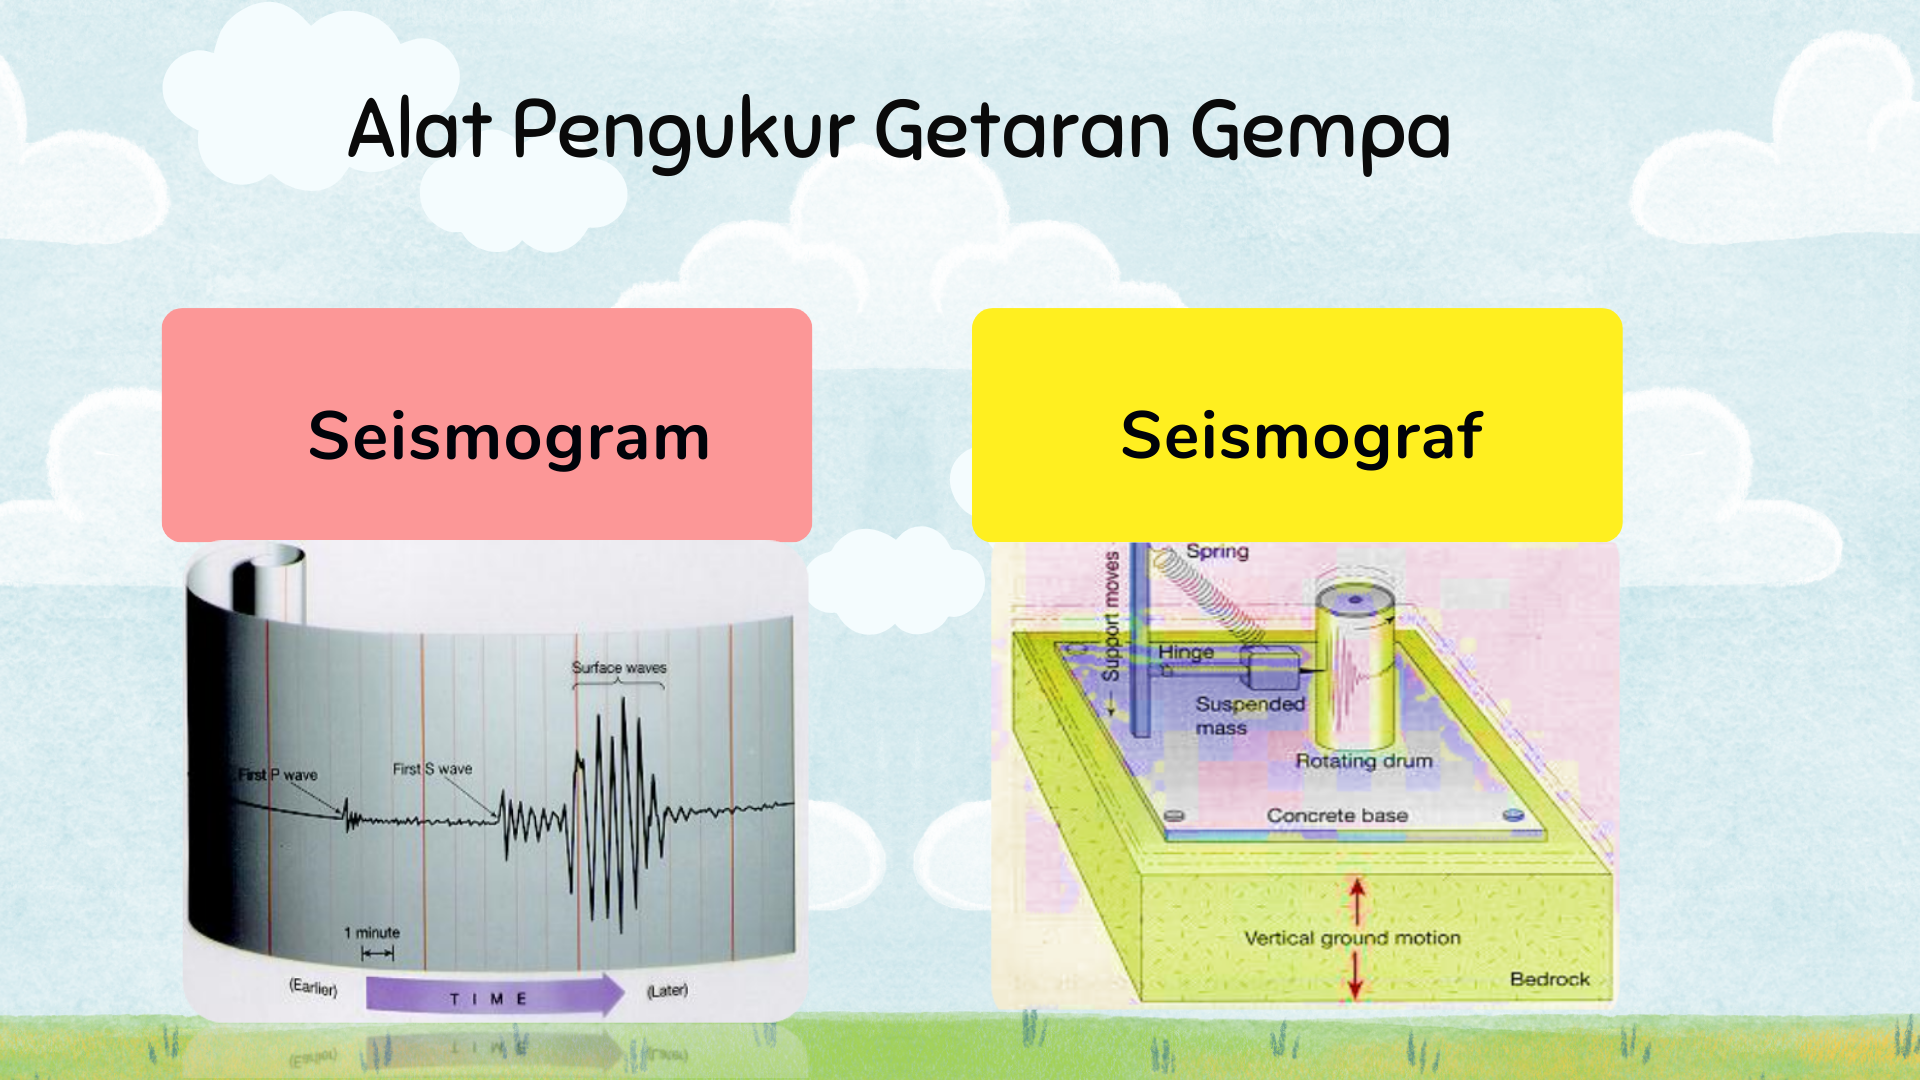 Alat Pengukur Getaran Gempa
Seismogram
Seismograf
Surface waves
First P wave
First S wave
1 minute
(Earlier)
TIME
(Later)
Support moves
Spring
Hinge
Suspended
mass
Rotating drum
Concrete base
Vertical ground motion
Bedrock